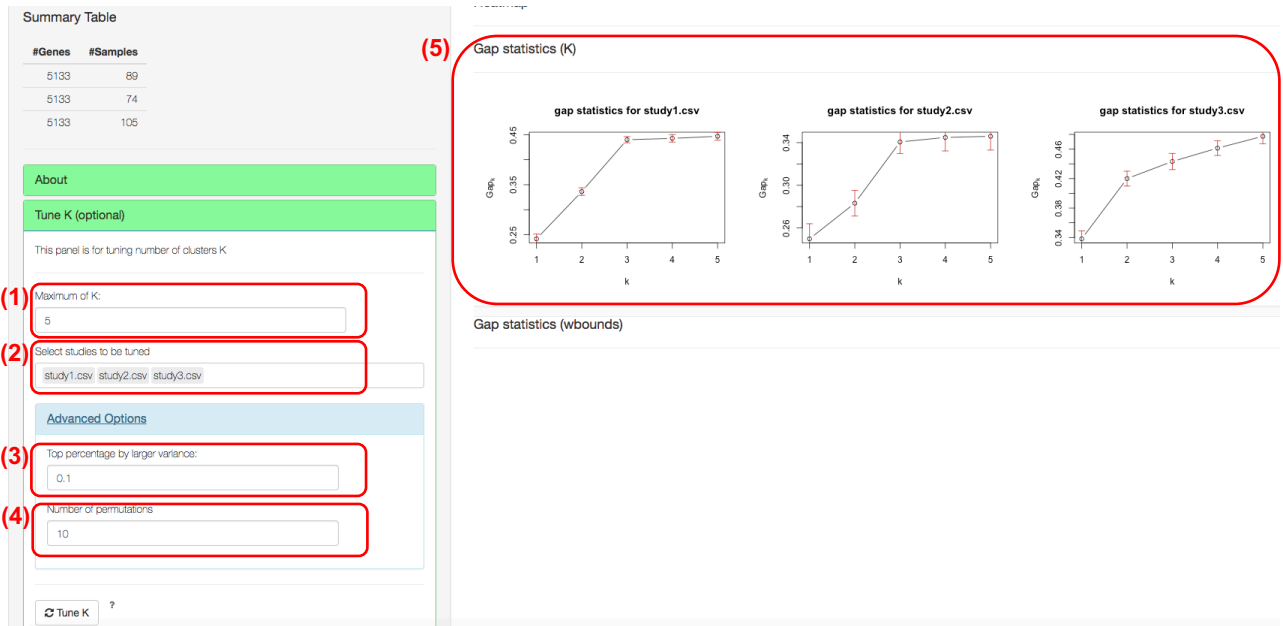 Summary Table
#Genes #Samples
5133 89
5133 74
5133 105
About
Tune K (optional)
This panel is for tuning number of clusters K
(1)
Maximum of K:
5
(2)
Select studies to be tuned
study1.csv study2.csv study3.csv
Advanced Options
(3)
Top percentage by larger variance:
0.1
(4)
Number of permutations
10
Tune K ?
(5)
Gap statistics (K)
gap statistics for study1.csv
Gapk
0.45
0.35
0.25
1 2 3 4 5
k
gap statistics for study2.csv
Gapk
0.34
0.30
0.26
1 2 3 4 5
k
gap statistics for study3.csv
Gapk
0.46
0.42
0.38
0.34
1 2 3 4 5
k
Gap statistics (wbounds)